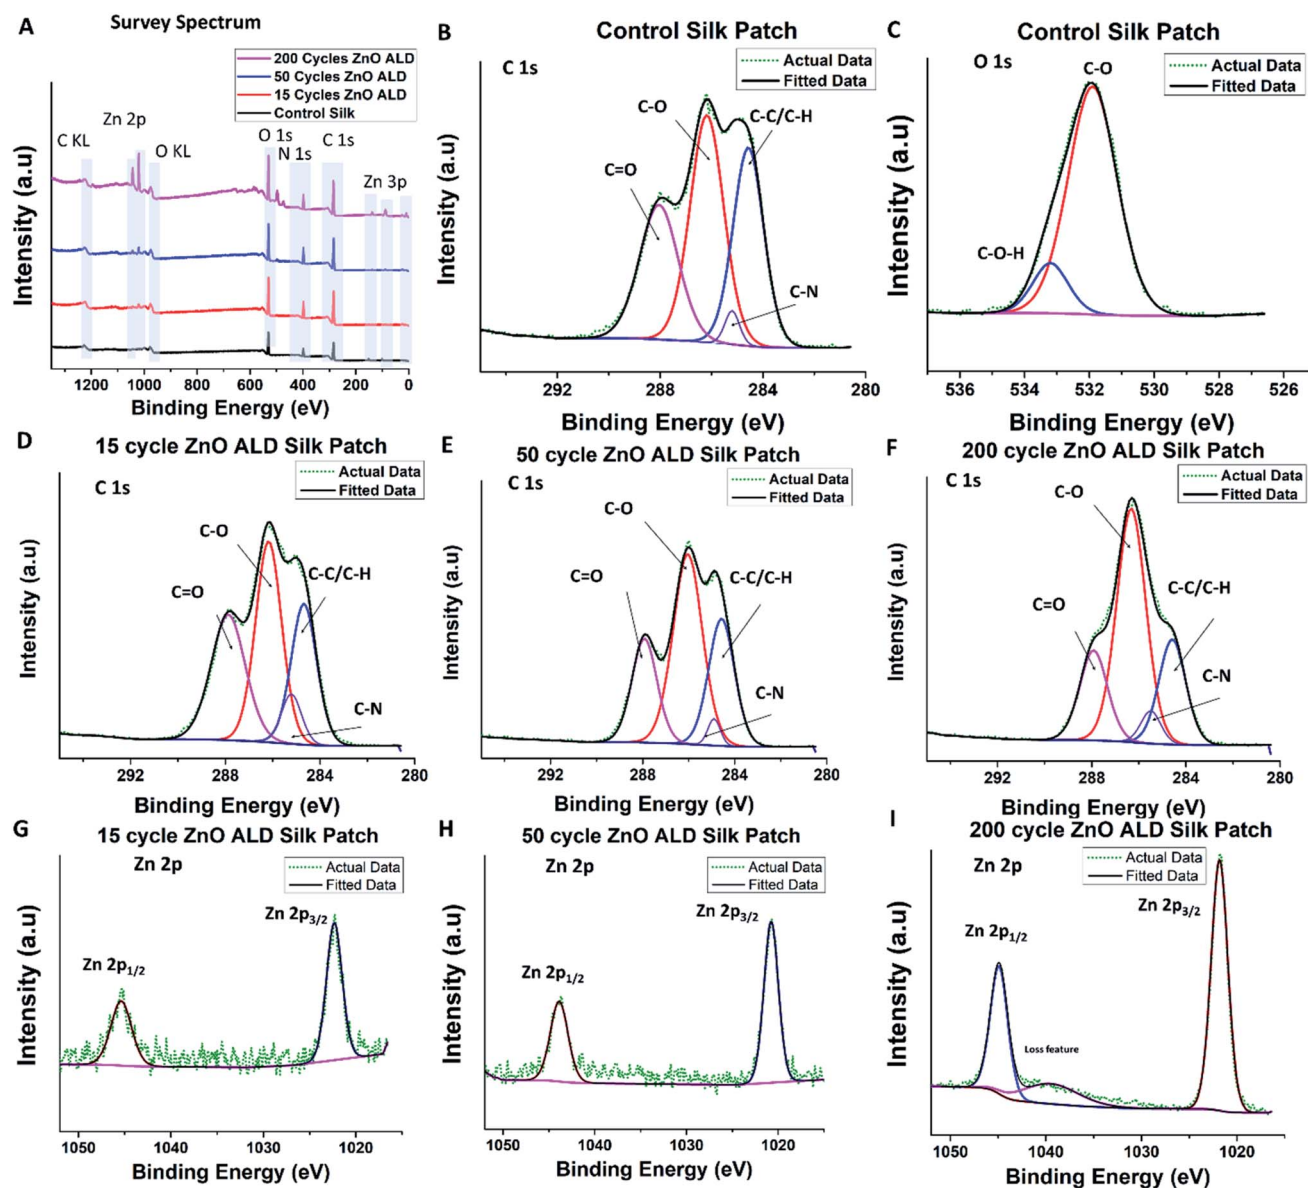 A
Survey Spectrum
200 Cycles ZnO ALD
50 Cycles ZnO ALD
15 Cycles ZnO ALD
Control Silk
C KL
Zn 2p
O KL
O 1s
N 1s
C 1s
Zn 3p
Intensity (a.u)
1200 1000 800 600 400 200 0
Binding Energy (eV)
B
Control Silk Patch
C 1s
Actual Data
Fitted Data
C-O
C-C/C-H
C=O
C-N
Intensity (a.u)
292 288 284 280
Binding Energy (eV)
C
Control Silk Patch
O 1s
C-O
Actual Data
Fitted Data
C-O-H
Intensity (a.u)
536 534 532 530 528 526
Binding Energy (eV)
D
15 cycle ZnO ALD Silk Patch
C 1s
Actual Data
Fitted Data
C-O
C=O
C-C/C-H
C-N
Intensity (a.u)
292 288 284 280
Binding Energy (eV)
E
50 cycle ZnO ALD Silk Patch
C 1s
Actual Data
Fitted Data
C-O
C=O
C-C/C-H
C-N
Intensity (a.u)
292 288 284 280
Binding Energy (eV)
F
200 cycle ZnO ALD Silk Patch
C 1s
Actual Data
Fitted Data
C-O
C=O
C-C/C-H
C-N
Intensity (a.u)
292 288 284 280
Binding Energy (eV)
G
15 cycle ZnO ALD Silk Patch
Zn 2p
Actual Data
Fitted Data
Zn 2p3/2
Zn 2p1/2
Intensity (a.u)
1050 1040 1030 1020
Binding Energy (eV)
H
50 cycle ZnO ALD Silk Patch
Zn 2p
Actual Data
Fitted Data
Zn 2p3/2
Zn 2p1/2
Intensity (a.u)
1050 1040 1030 1020
Binding Energy (eV)
I
200 cycle ZnO ALD Silk Patch
Zn 2p
Actual Data
Fitted Data
Zn 2p3/2
Zn 2p1/2
Loss feature
Intensity (a.u)
1050 1040 1030 1020
Binding Energy (eV)